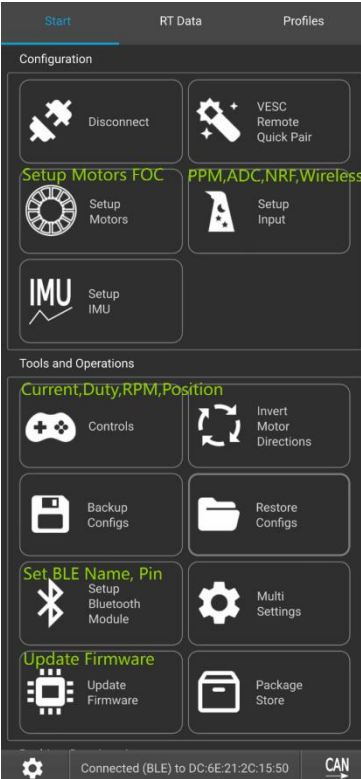 Start RT Data Profiles
Configuration
Disconnect
VESC
Remote
Quick Pair
Setup Motors FOC
Setup
Motors
PPM,ADC,NRF,Wireless
Setup
Input
IMU
Setup
IMU
Tools and Operations
Current,Duty,RPM,Position
Controls
Invert
Motor
Directions
Backup
Configs
Restore
Configs
Set BLE Name, Pin
Setup
Bluetooth
Module
Multi
Settings
Update Firmware
Update
Firmware
Package
Store
Connected (BLE) to DC:6E:21:2C:15:50
CAN